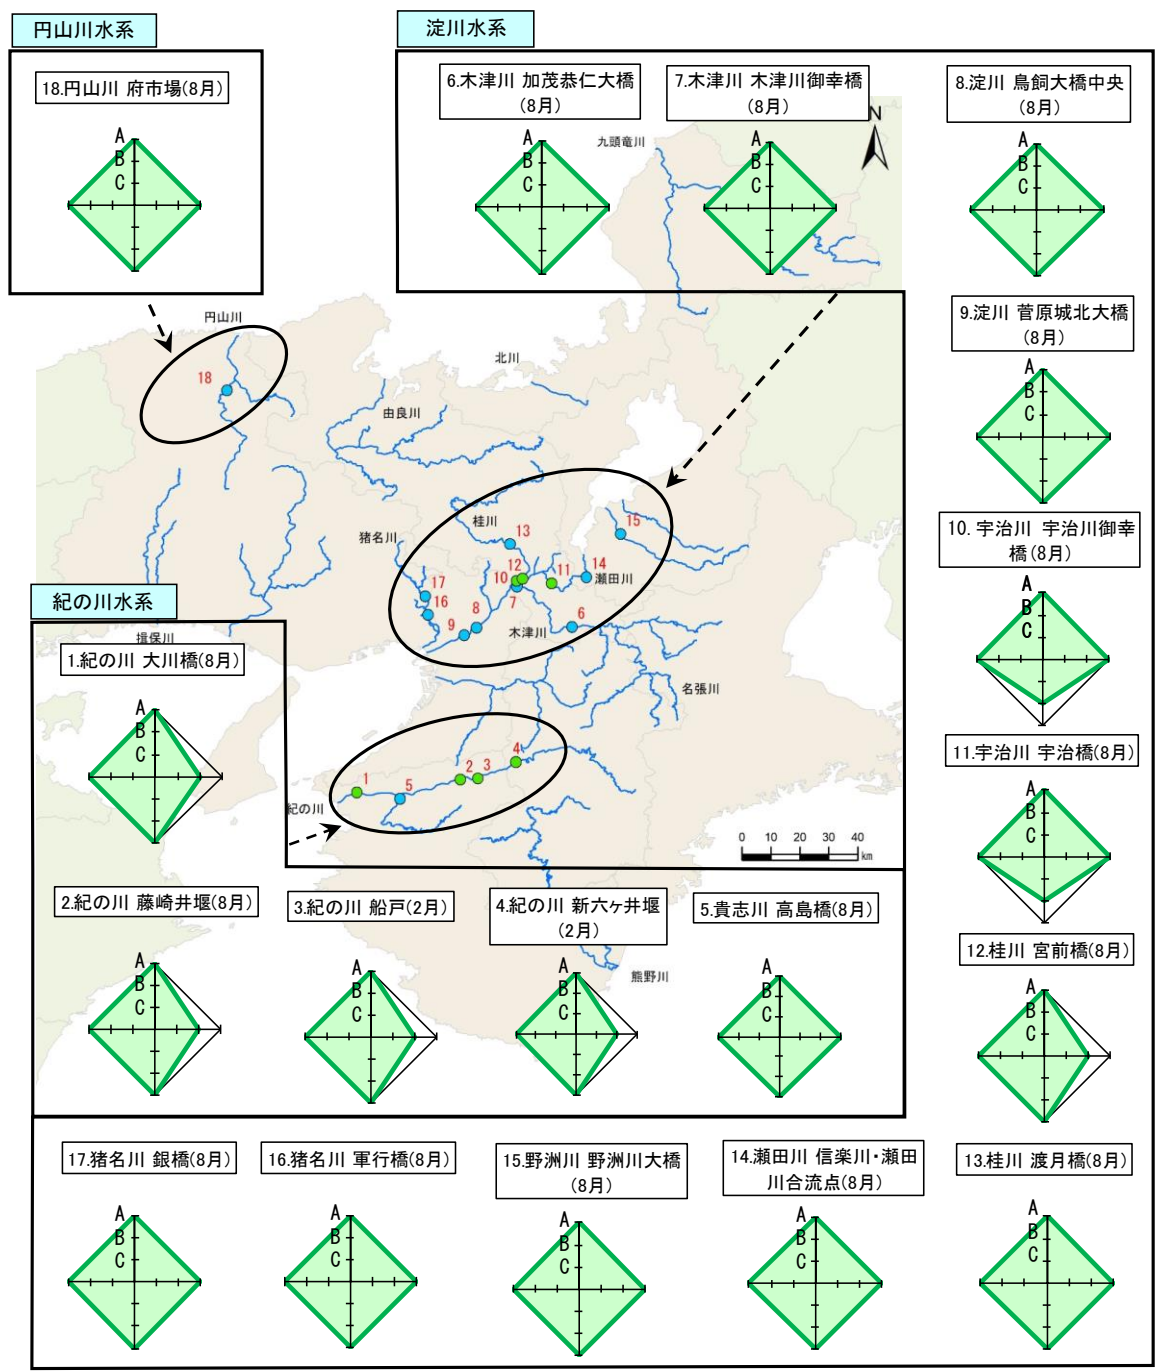 円山川水系
淀川水系
18.円山川 府市場(8月)
A
B
C
6.木津川 加茂恭仁大橋
(8月)
A
B
C
7.木津川 木津川御幸橋
(8月)
A
B
C
8.淀川 鳥飼大橋中央
(8月)
A
B
C
N
九頭竜川
円山川
北川
由良川
18
9.淀川 菅原城北大橋
(8月)
A
B
C
桂川
猪名川
13
15
12
10
11
14
瀬田川
17
16
8
7
9
6
木津川
名張川
10.宇治川 宇治川御幸
橋(8月)
A
B
C
紀の川水系
揖保川
1.紀の川 大川橋(8月)
A
B
C
11.宇治川 宇治橋(8月)
A
B
C
1
5
2
3
4
紀の川
0 10 20 30 40
km
2.紀の川 藤崎井堰(8月)
A
B
C
3.紀の川 船戸(2月)
A
B
C
4.紀の川 新六ヶ井堰
(2月)
A
B
C
5.貴志川 高島橋(8月)
A
B
C
熊野川
12.桂川 宮前橋(8月)
A
B
C
17.猪名川 銀橋(8月)
A
B
C
16.猪名川 軍行橋(8月)
A
B
C
15.野洲川 野洲川大橋
(8月)
A
B
C
14.瀬田川 信楽川・瀬田
川合流点(8月)
A
B
C
13.桂川 渡月橋(8月)
A
B
C